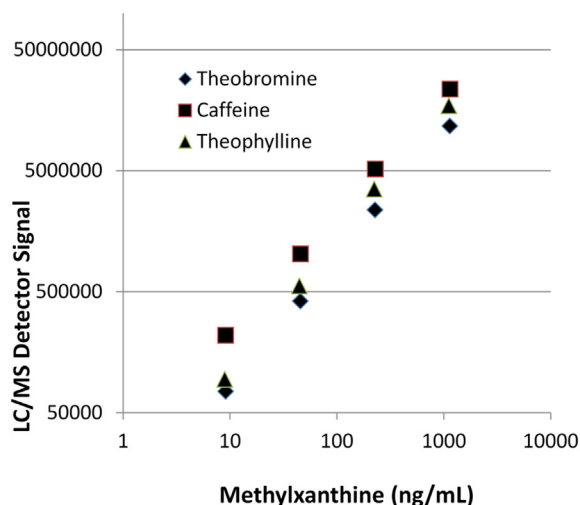 50000000
Theobromine
Caffeine
Theophylline
5000000
500000
50000
LC/MS Detector Signal
1 10 100 1000 10000
Methylxanthine (ng/mL)